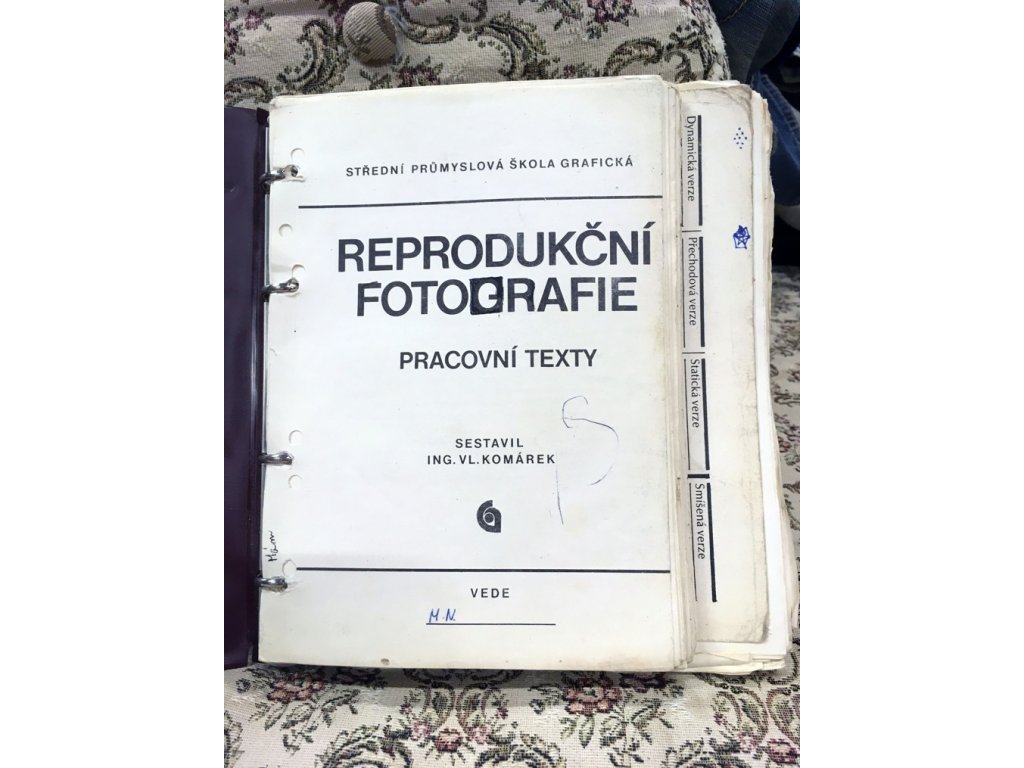 STŘEDNÍ PRŮMYSLOVÁ ŠKOLA GRAFICKÁ
REPRODUKČNÍ
FOTOGRAFIE
PRACOVNÍ TEXTY
SESTAVIL
ING. VL. KOMÁREK
VEDE
M.N.
Dynamická verze
Přechodová verze
Statická verze
Smíšená verze